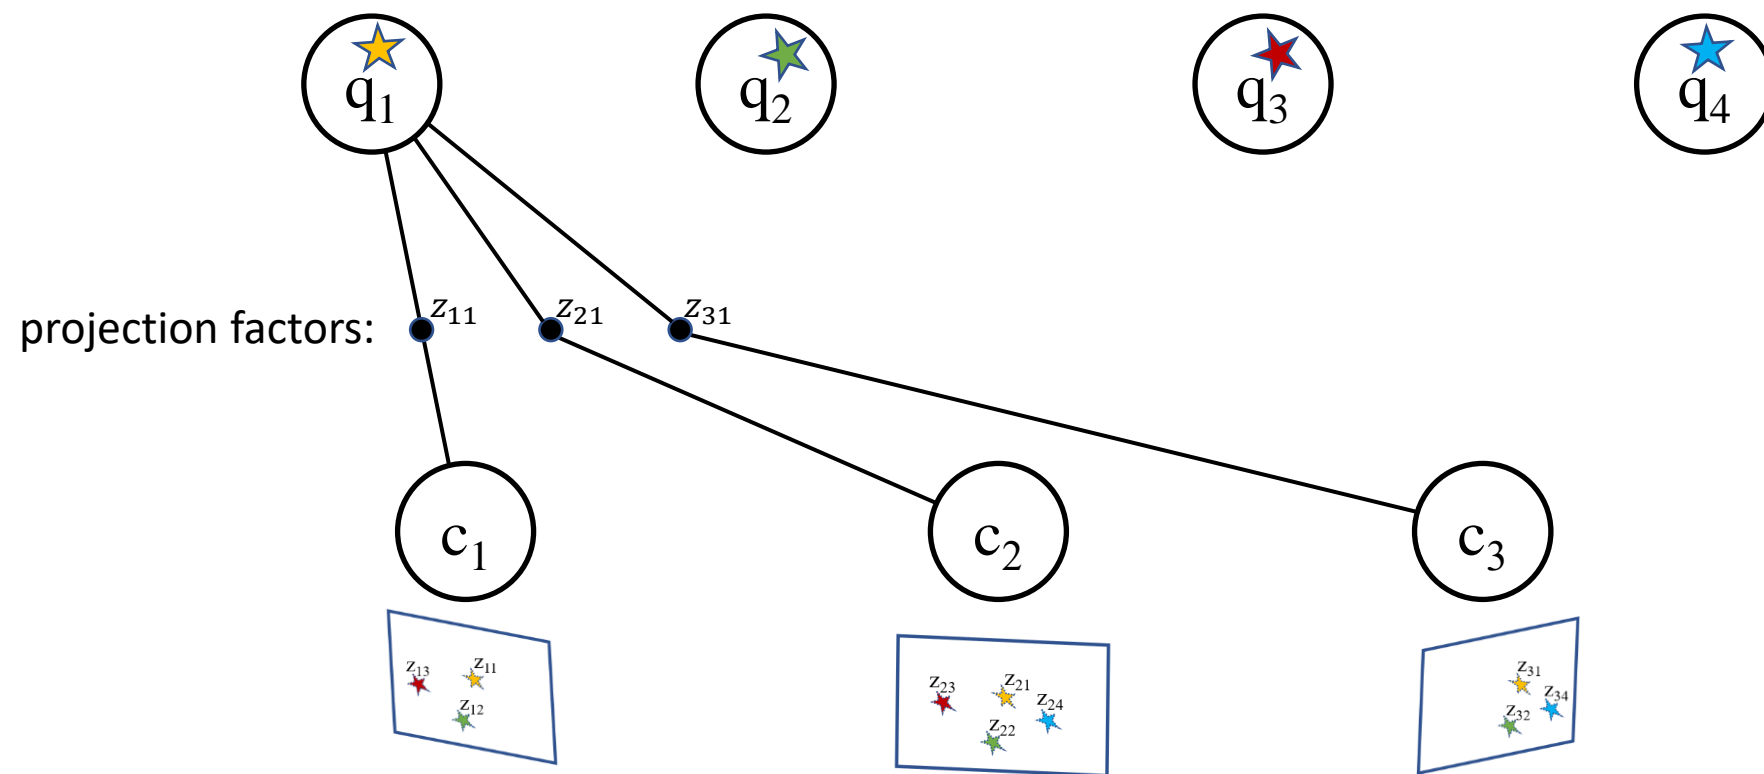 q₁ q₂ q₃ q₄
projection factors: z₁₁ z₂₁ z₃₁
c₁ c₂ c₃
z₁₃ z₁₁
z₁₂
z₂₃ z₂₁ z₂₄
z₂₂
z₃₁ z₃₄
z₃₂